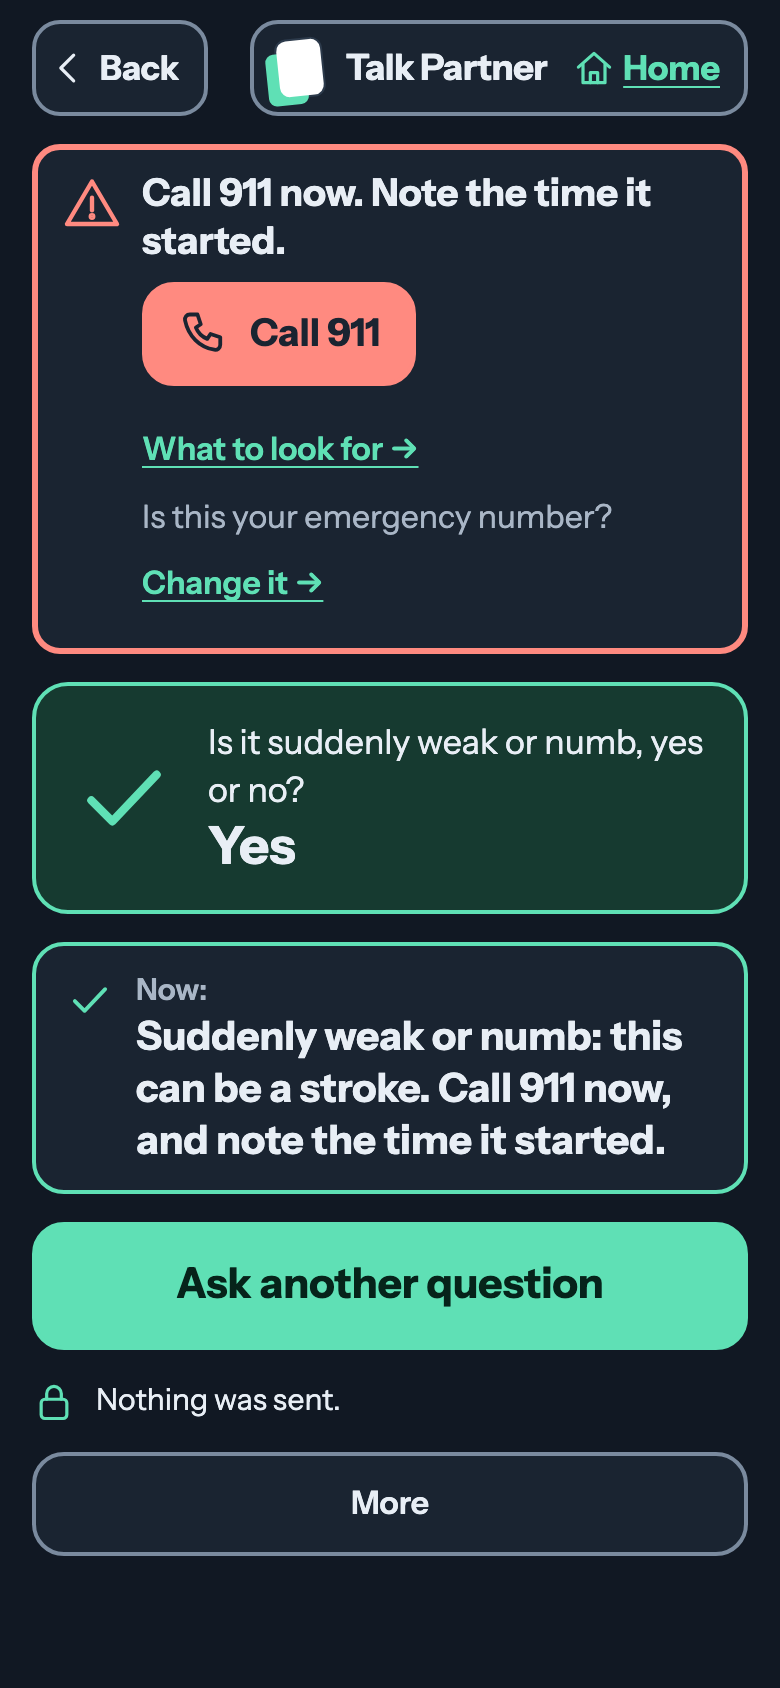 Back
Talk Partner
Home
Call 911 now. Note the time it
started.
Call 911
What to look for →
Is this your emergency number?
Change it →
Is it suddenly weak or numb, yes
or no?
Yes
Now:
Suddenly weak or numb: this
can be a stroke. Call 911 now,
and note the time it started.
Ask another question
Nothing was sent.
More